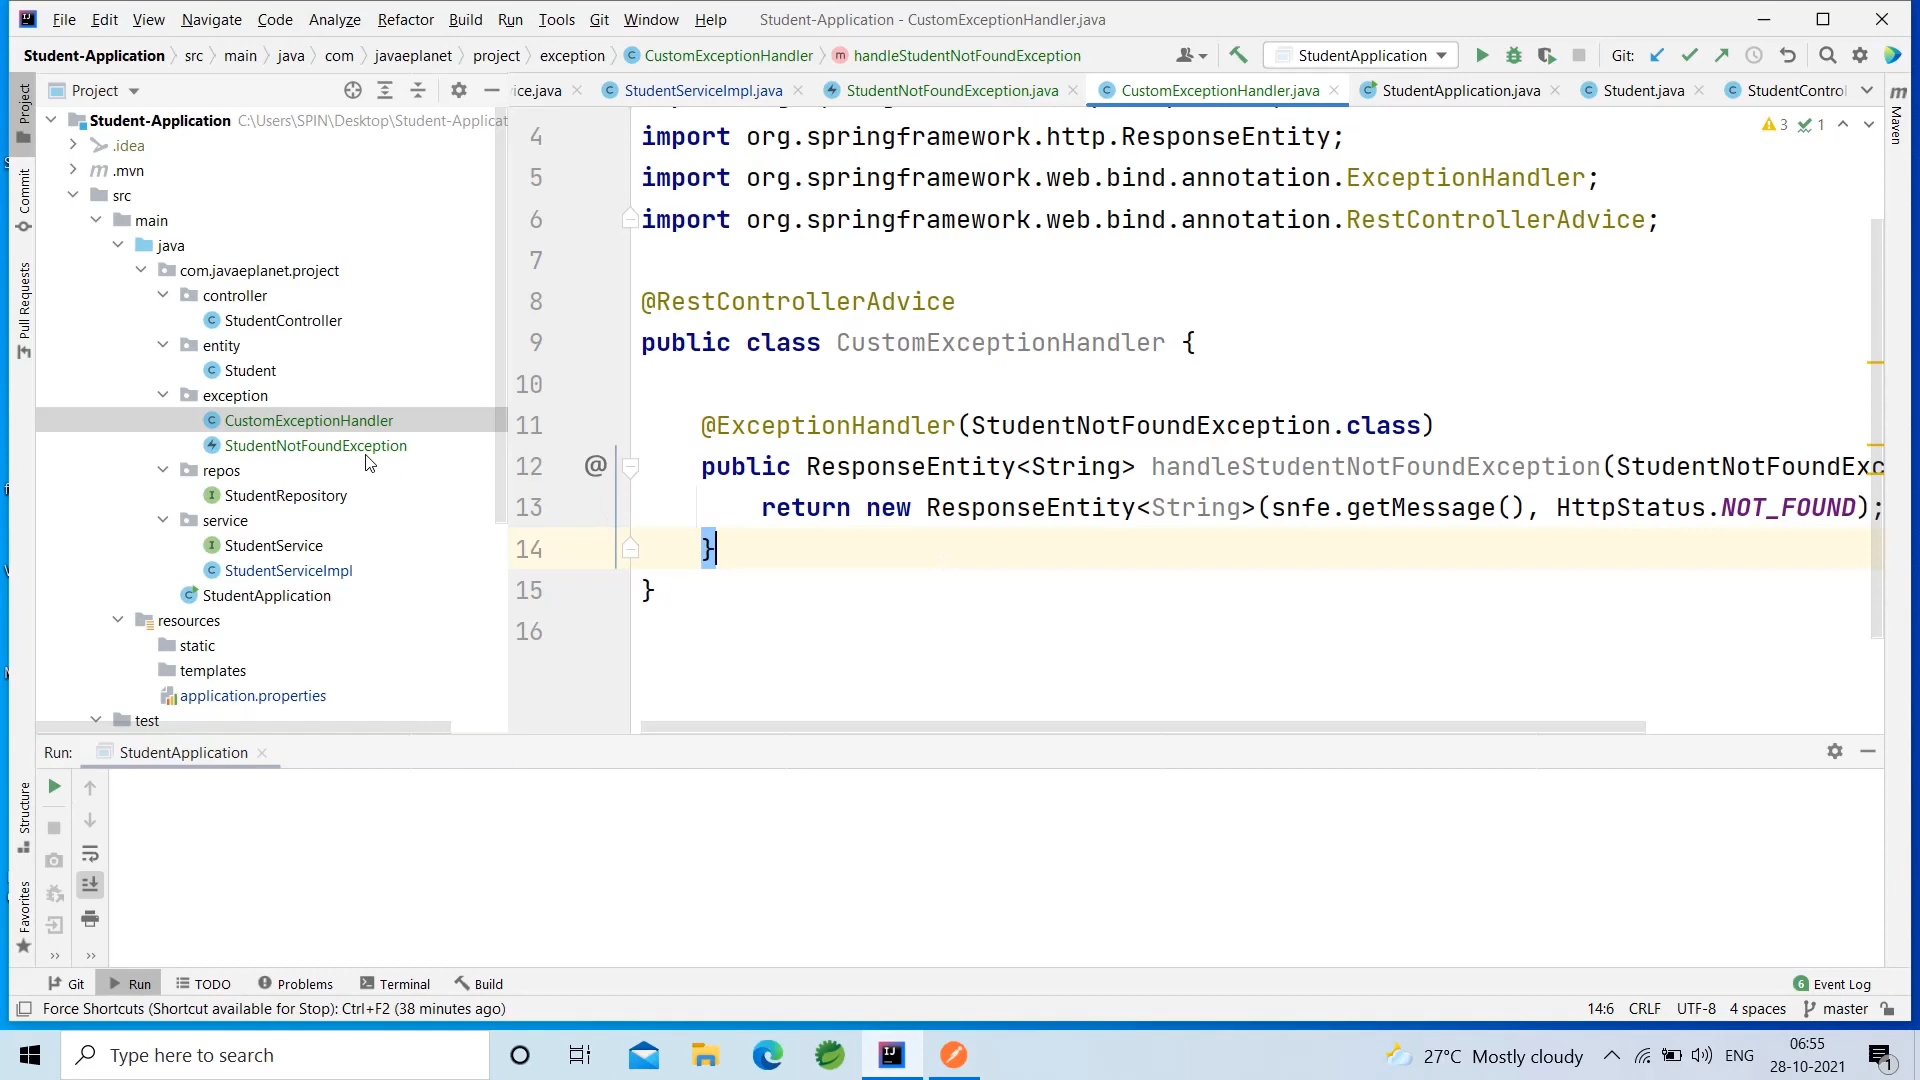 File Edit View Navigate Code Analyze Refactor Build Run Tools Git Window Help Student-Application - CustomExceptionHandler.java
Student-Application src main java com javaeplanet project exception CustomExceptionHandler handleStudentNotFoundException StudentApplication Git:
Project ice.java StudentServiceImpl.java StudentNotFoundException.java CustomExceptionHandler.java StudentApplication.java Student.java StudentContro
Student-Application C:\Users\SPIN\Desktop\Student-Applicat
.idea
.mvn
src
main
java
com.javaeplanet.project
controller
StudentController
entity
Student
exception
CustomExceptionHandler
StudentNotFoundException
repos
StudentRepository
service
StudentService
StudentServiceImpl
StudentApplication
resources
static
templates
application.properties
test
Project
Commit
Pull Requests
Structure
Favorites
Maven
3 1
4 import org.springframework.http.ResponseEntity;
5 import org.springframework.web.bind.annotation.ExceptionHandler;
6 import org.springframework.web.bind.annotation.RestControllerAdvice;
7
8 @RestControllerAdvice
9 public class CustomExceptionHandler {
10
11 @ExceptionHandler(StudentNotFoundException.class)
12 @ public ResponseEntity<String> handleStudentNotFoundException(StudentNotFoundExc
13 return new ResponseEntity<String>(snfe.getMessage(), HttpStatus.NOT_FOUND);
14 }
15 }
16
Run: StudentApplication
Git Run TODO Problems Terminal Build 6 Event Log
Force Shortcuts (Shortcut available for Stop): Ctrl+F2 (38 minutes ago) 14:6 CRLF UTF-8 4 spaces master
Type here to search 27°C Mostly cloudy ENG 06:55
28-10-2021 1